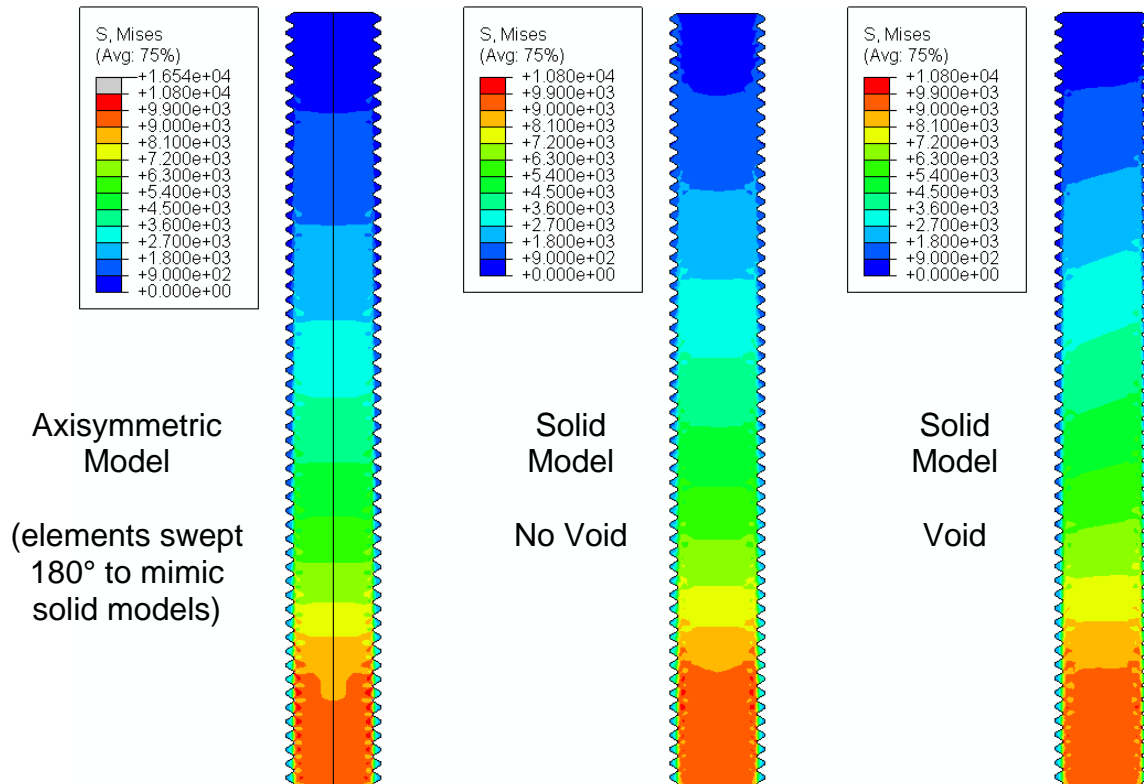 S, Mises
(Avg: 75%)
+1.654e+04
+1.080e+04
+9.900e+03
+9.000e+03
+8.100e+03
+7.200e+03
+6.300e+03
+5.400e+03
+4.500e+03
+3.600e+03
+2.700e+03
+1.800e+03
+9.000e+02
+0.000e+00
S, Mises
(Avg: 75%)
+1.080e+04
+9.900e+03
+9.000e+03
+8.100e+03
+7.200e+03
+6.300e+03
+5.400e+03
+4.500e+03
+3.600e+03
+2.700e+03
+1.800e+03
+9.000e+02
+0.000e+00
S, Mises
(Avg: 75%)
+1.080e+04
+9.900e+03
+9.000e+03
+8.100e+03
+7.200e+03
+6.300e+03
+5.400e+03
+4.500e+03
+3.600e+03
+2.700e+03
+1.800e+03
+9.000e+02
+0.000e+00
Axisymmetric
Model
(elements swept
180° to mimic
solid models)
Solid
Model
No Void
Solid
Model
Void